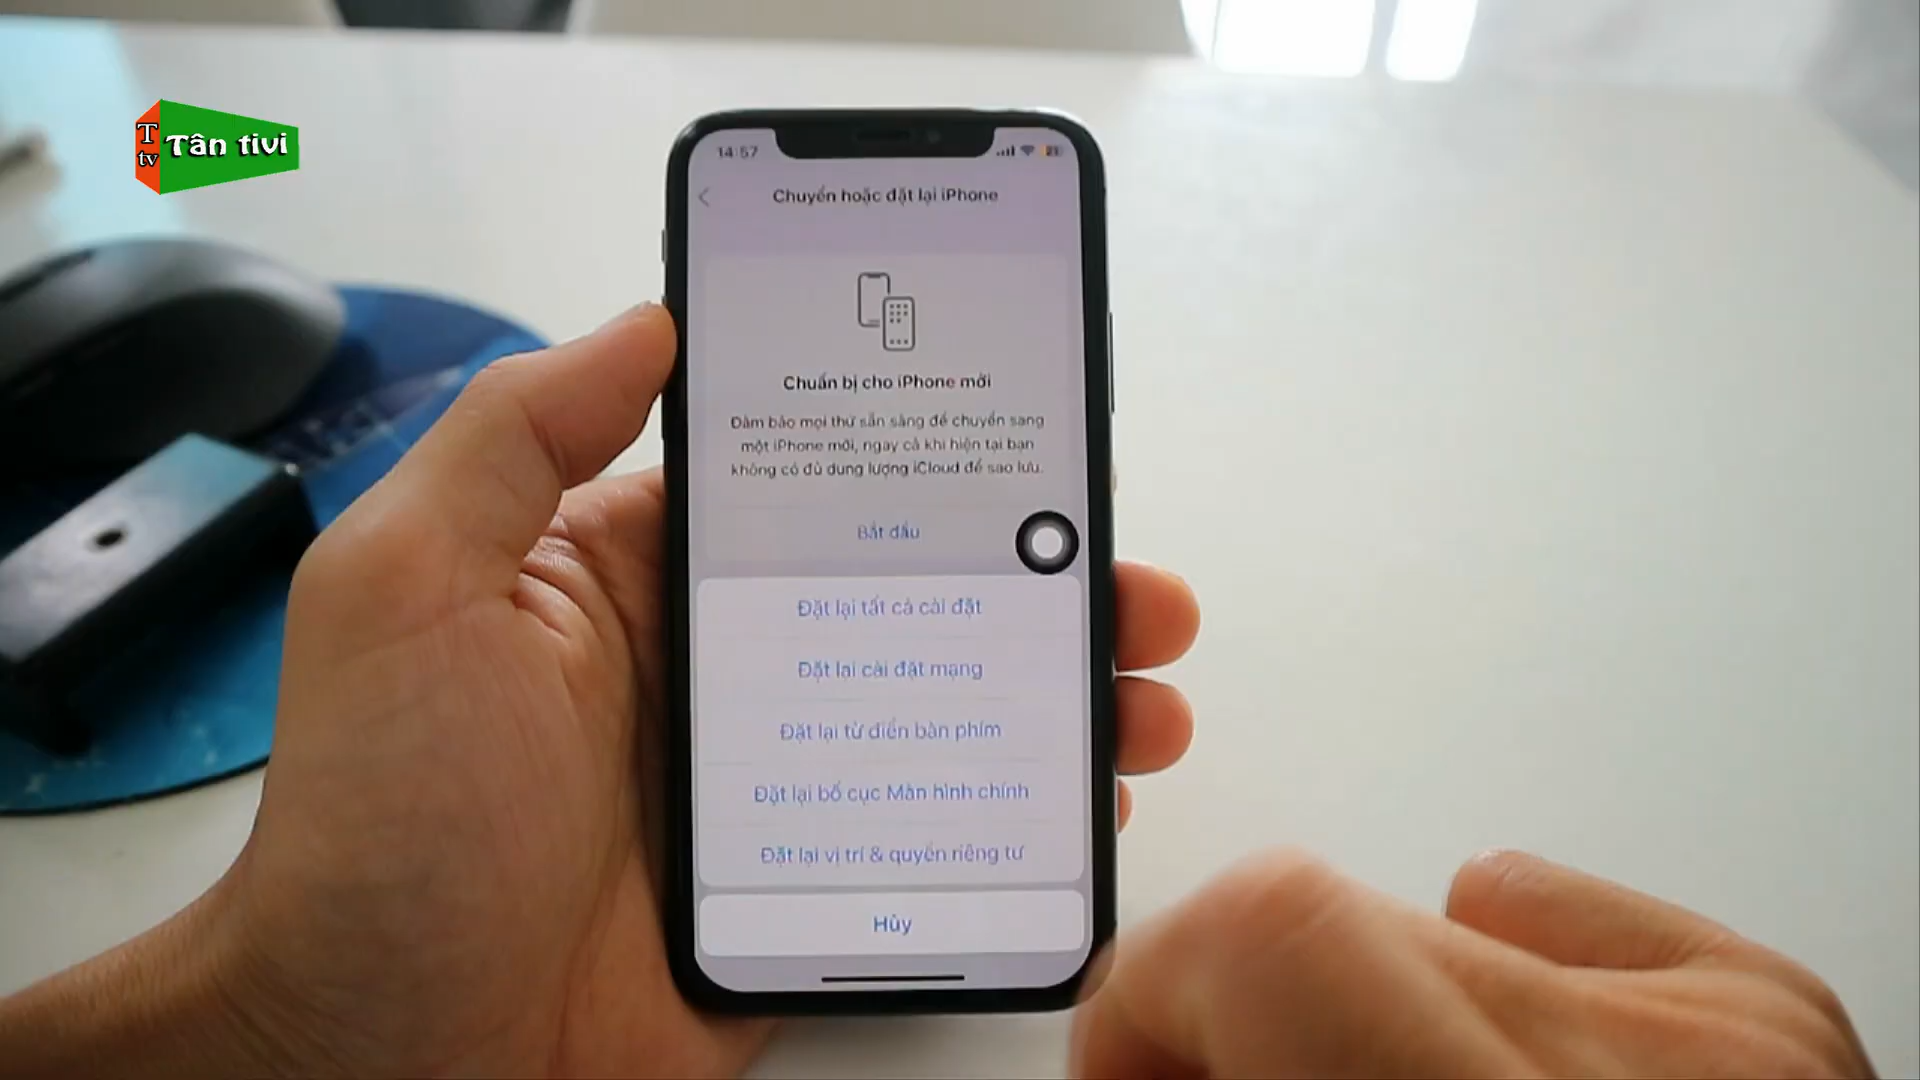 T
tv
Tân tivi
14:57
21
Chuyển hoặc đặt lại iPhone
Chuẩn bị cho iPhone mới
Đảm bảo mọi thứ sẵn sàng để chuyển sang
một iPhone mới, ngay cả khi hiện tại bạn
không có đủ dung lượng iCloud để sao lưu.
Bắt đầu
Đặt lại tất cả cài đặt
Đặt lại cài đặt mạng
Đặt lại từ điển bàn phím
Đặt lại bố cục Màn hình chính
Đặt lại vị trí & quyền riêng tư
Hủy